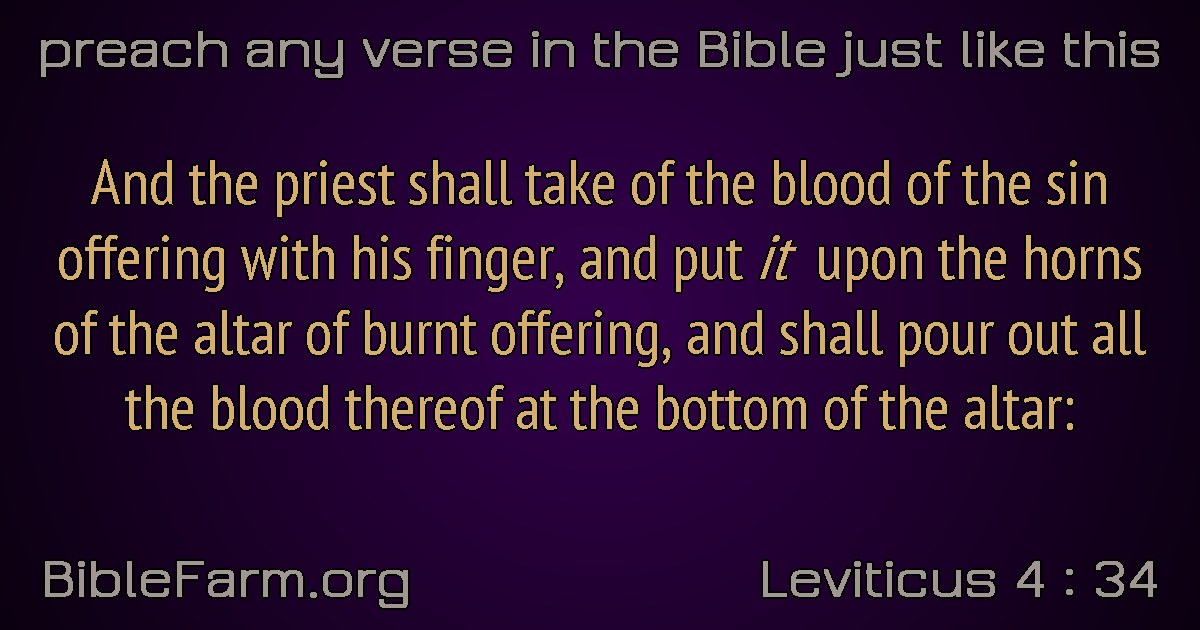 preach any verse in the Bible just like this
And the priest shall take of the blood of the sin
offering with his finger, and put it upon the horns
of the altar of burnt offering, and shall pour out all
the blood thereof at the bottom of the altar:
BibleFarm.org
Leviticus 4 : 34